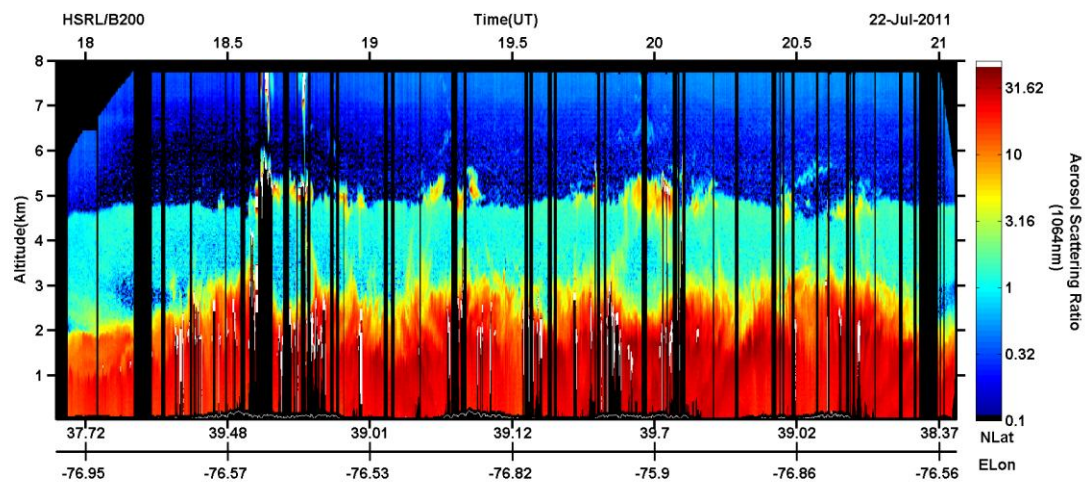 HSRL/B200 Time(UT) 22-Jul-2011
18 18.5 19 19.5 20 20.5 21
8
7
6
5
4
3
2
1
Altitude(km)
31.62
10
3.16
1
0.32
0.1
Aerosol Scattering Ratio
(1064nm)
37.72 39.48 39.01 39.12 39.7 39.02 38.37 NLat
-76.95 -76.57 -76.53 -76.82 -75.9 -76.86 -76.56 ELon